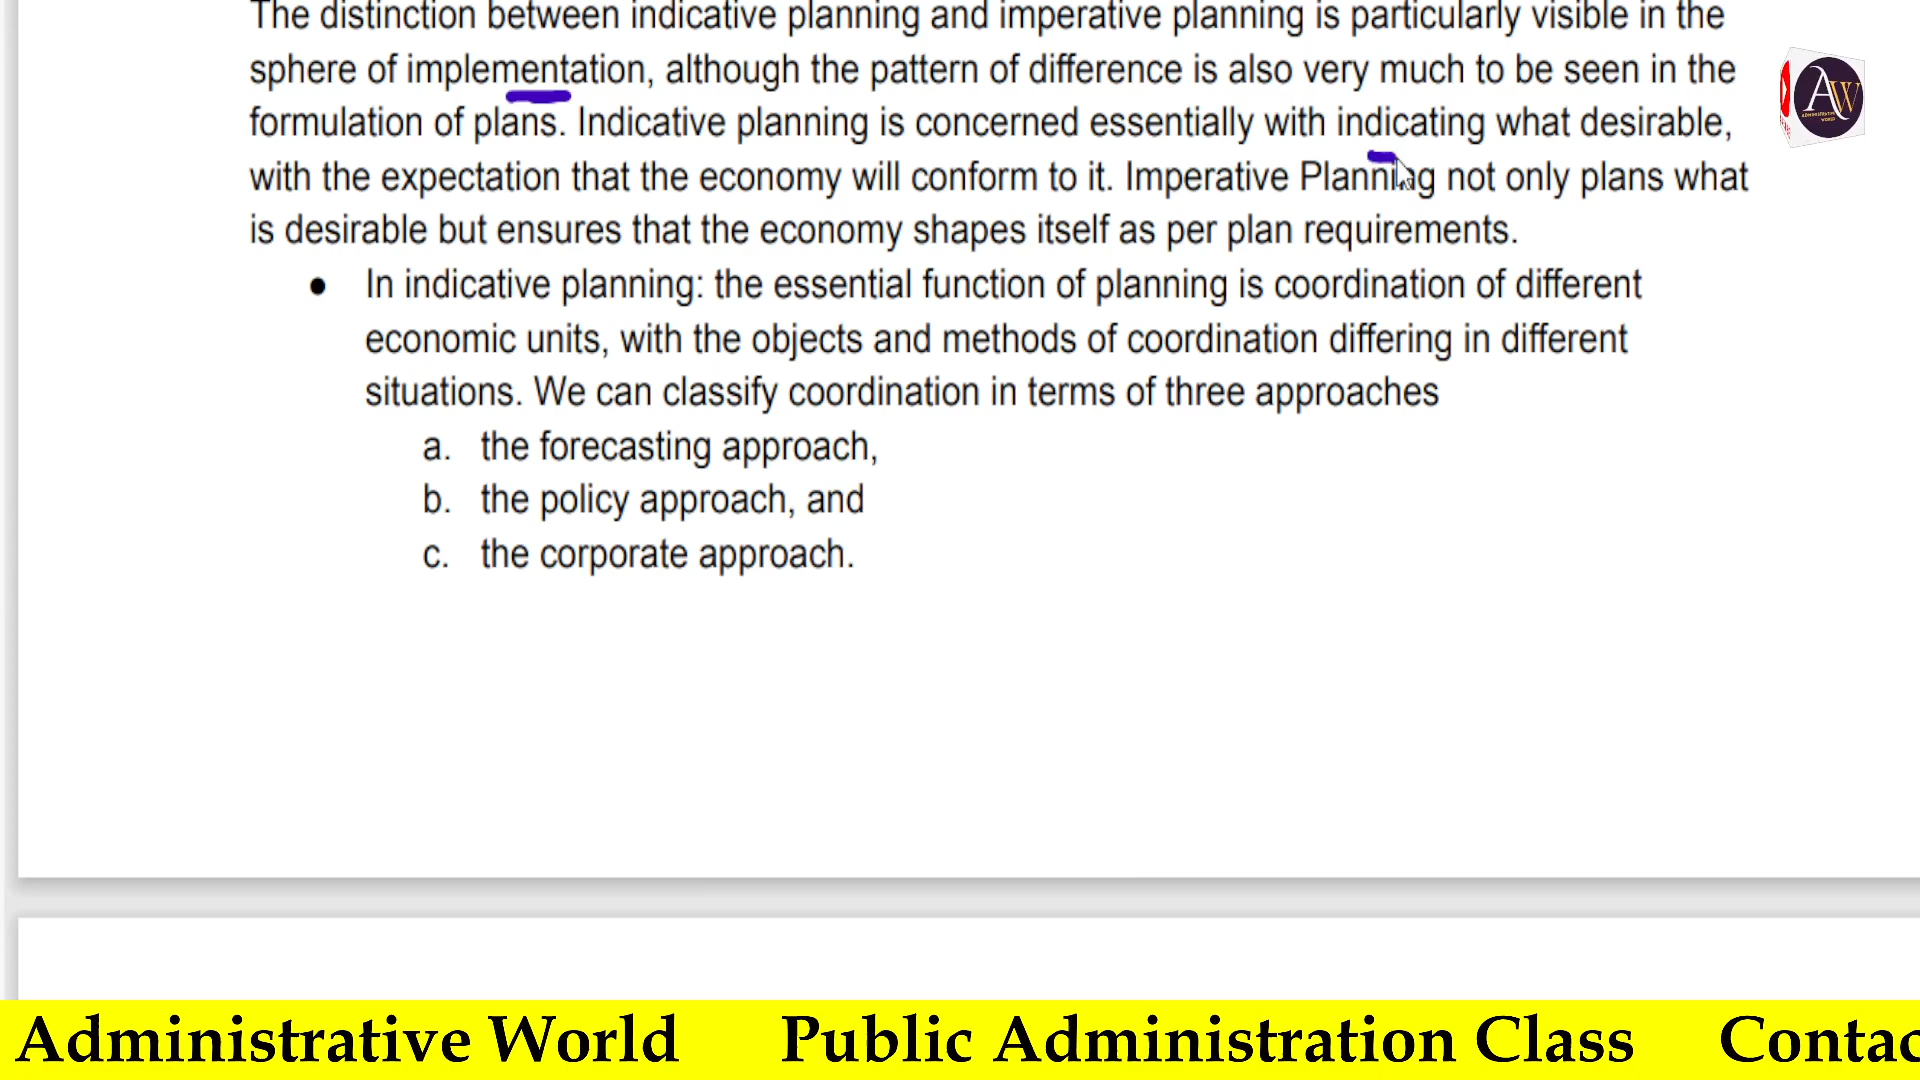 The distinction between indicative planning and imperative planning is particularly visible in the
sphere of implementation, although the pattern of difference is also very much to be seen in the
formulation of plans. Indicative planning is concerned essentially with indicating what desirable,
with the expectation that the economy will conform to it. Imperative Planning not only plans what
is desirable but ensures that the economy shapes itself as per plan requirements.
● In indicative planning: the essential function of planning is coordination of different
economic units, with the objects and methods of coordination differing in different
situations. We can classify coordination in terms of three approaches
a. the forecasting approach,
b. the policy approach, and
c. the corporate approach.
AW
ADMINISTRATIVE
WORLD
Administrative World Public Administration Class Contac